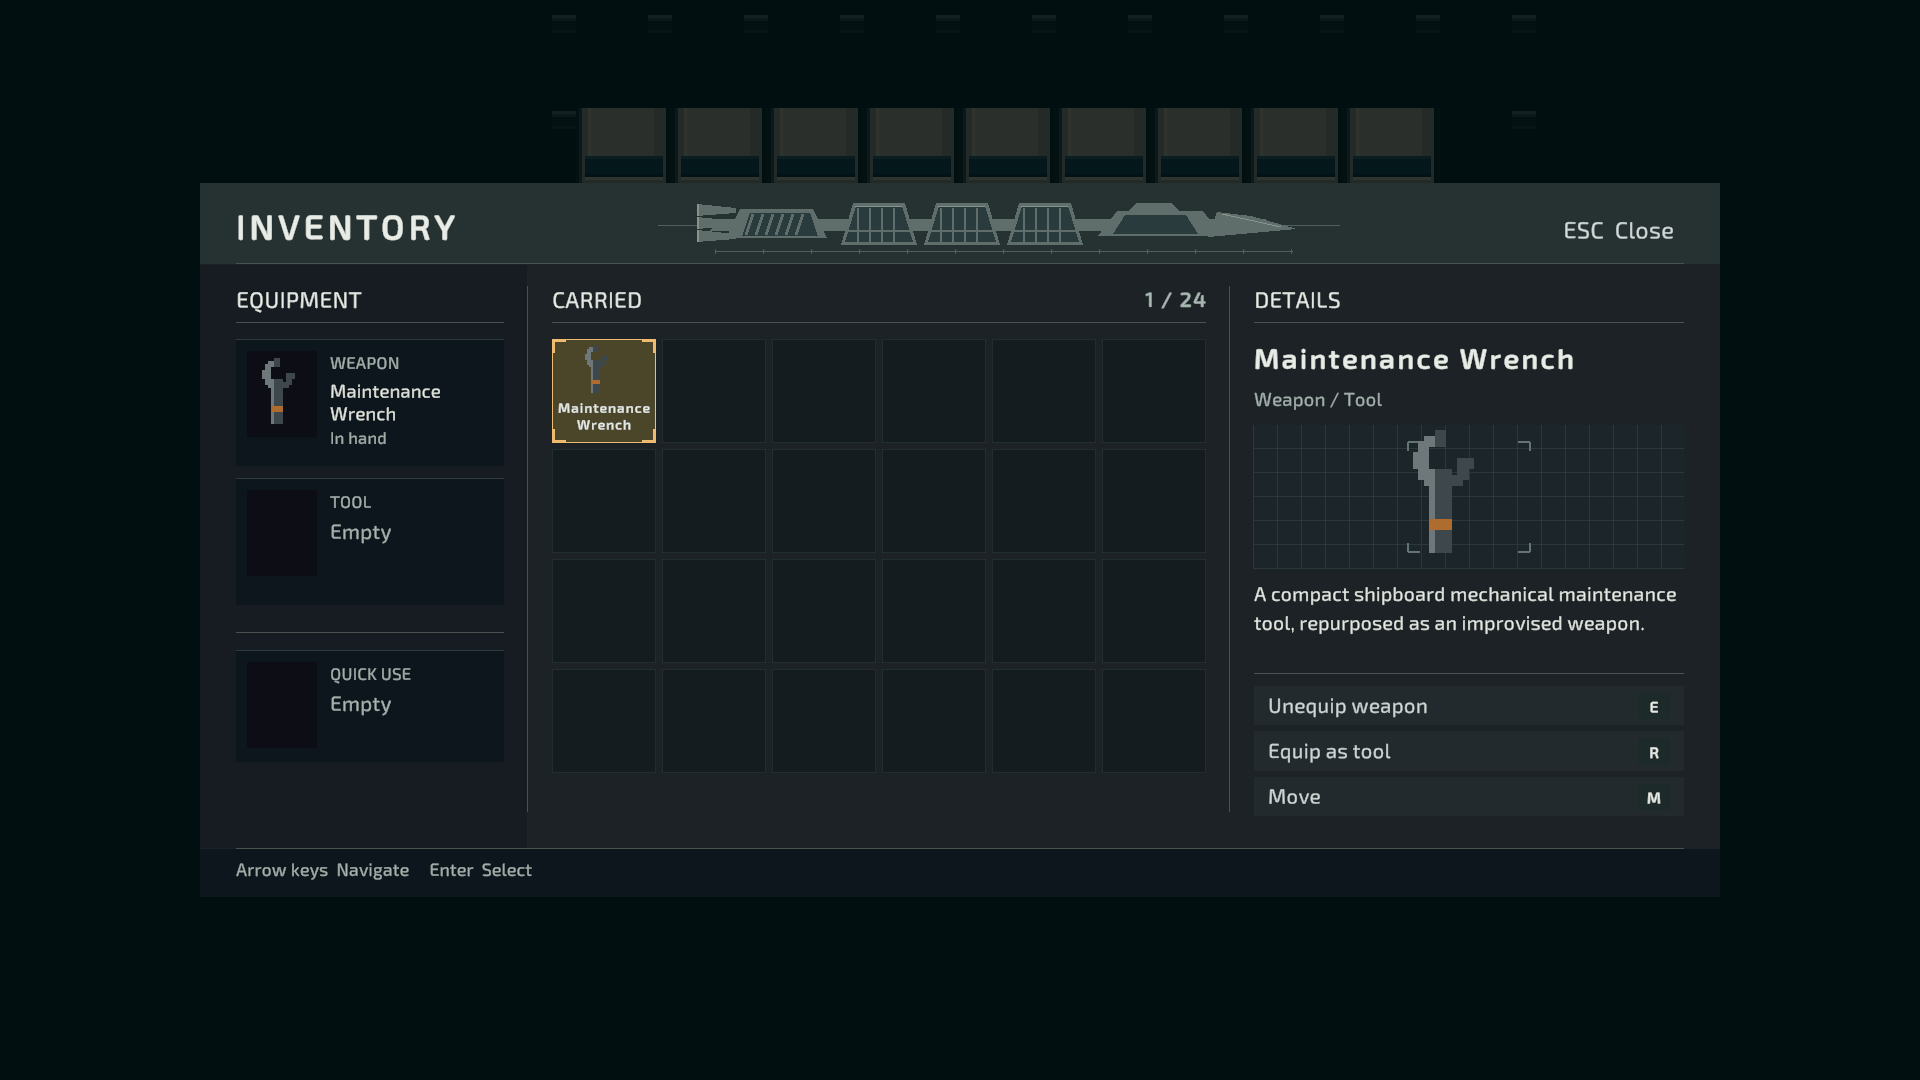 INVENTORY
ESC Close
EQUIPMENT
WEAPON
Maintenance
Wrench
In hand
TOOL
Empty
QUICK USE
Empty
CARRIED
1 / 24
Maintenance
Wrench
DETAILS
Maintenance Wrench
Weapon / Tool
A compact shipboard mechanical maintenance
tool, repurposed as an improvised weapon.
Unequip weapon E
Equip as tool R
Move M
Arrow keys Navigate Enter Select